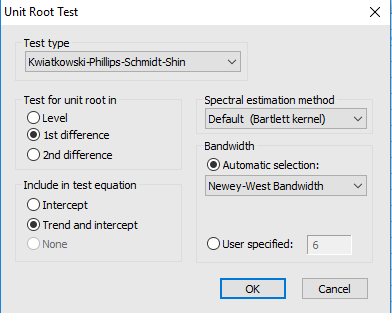 Unit Root Test
Test type
Kwiatkowski-Phillips-Schmidt-Shin
Test for unit root in
Level
1st difference
2nd difference
Include in test equation
Intercept
Trend and intercept
None
Spectral estimation method
Default (Bartlett kernel)
Bandwidth
Automatic selection:
Newey-West Bandwidth
User specified: 6
OK Cancel